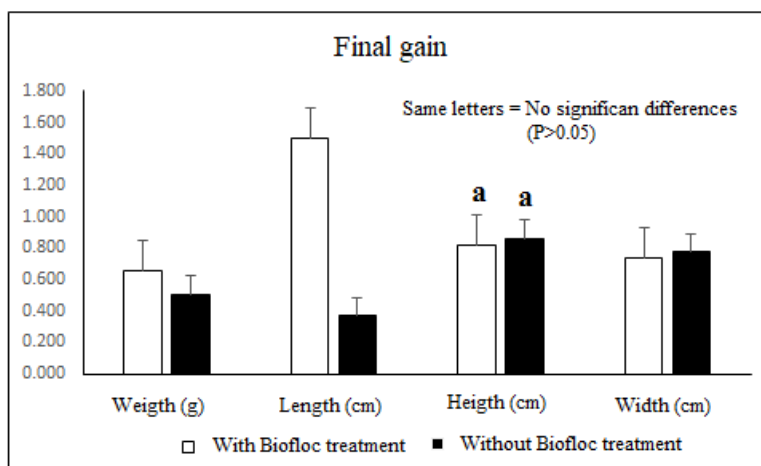 Final gain
1.800
1.600
1.400
1.200
1.000
0.800
0.600
0.400
0.200
0.000
Same letters = No significan differences
(P>0.05)
a a
Weigth (g) Length (cm) Heigth (cm) Width (cm)
With Biofloc treatment Without Biofloc treatment